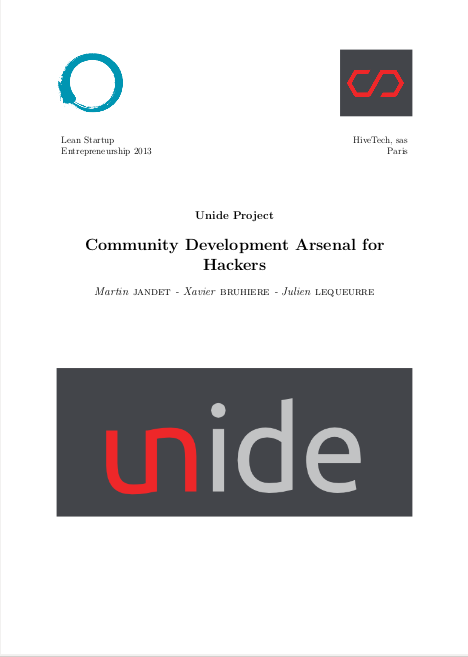 Lean Startup
Entrepreneurship 2013
HiveTech, sas
Paris
Unide Project
Community Development Arsenal for
Hackers
Martin JANDET - Xavier BRUHIERE - Julien LEQUEURRE
unide